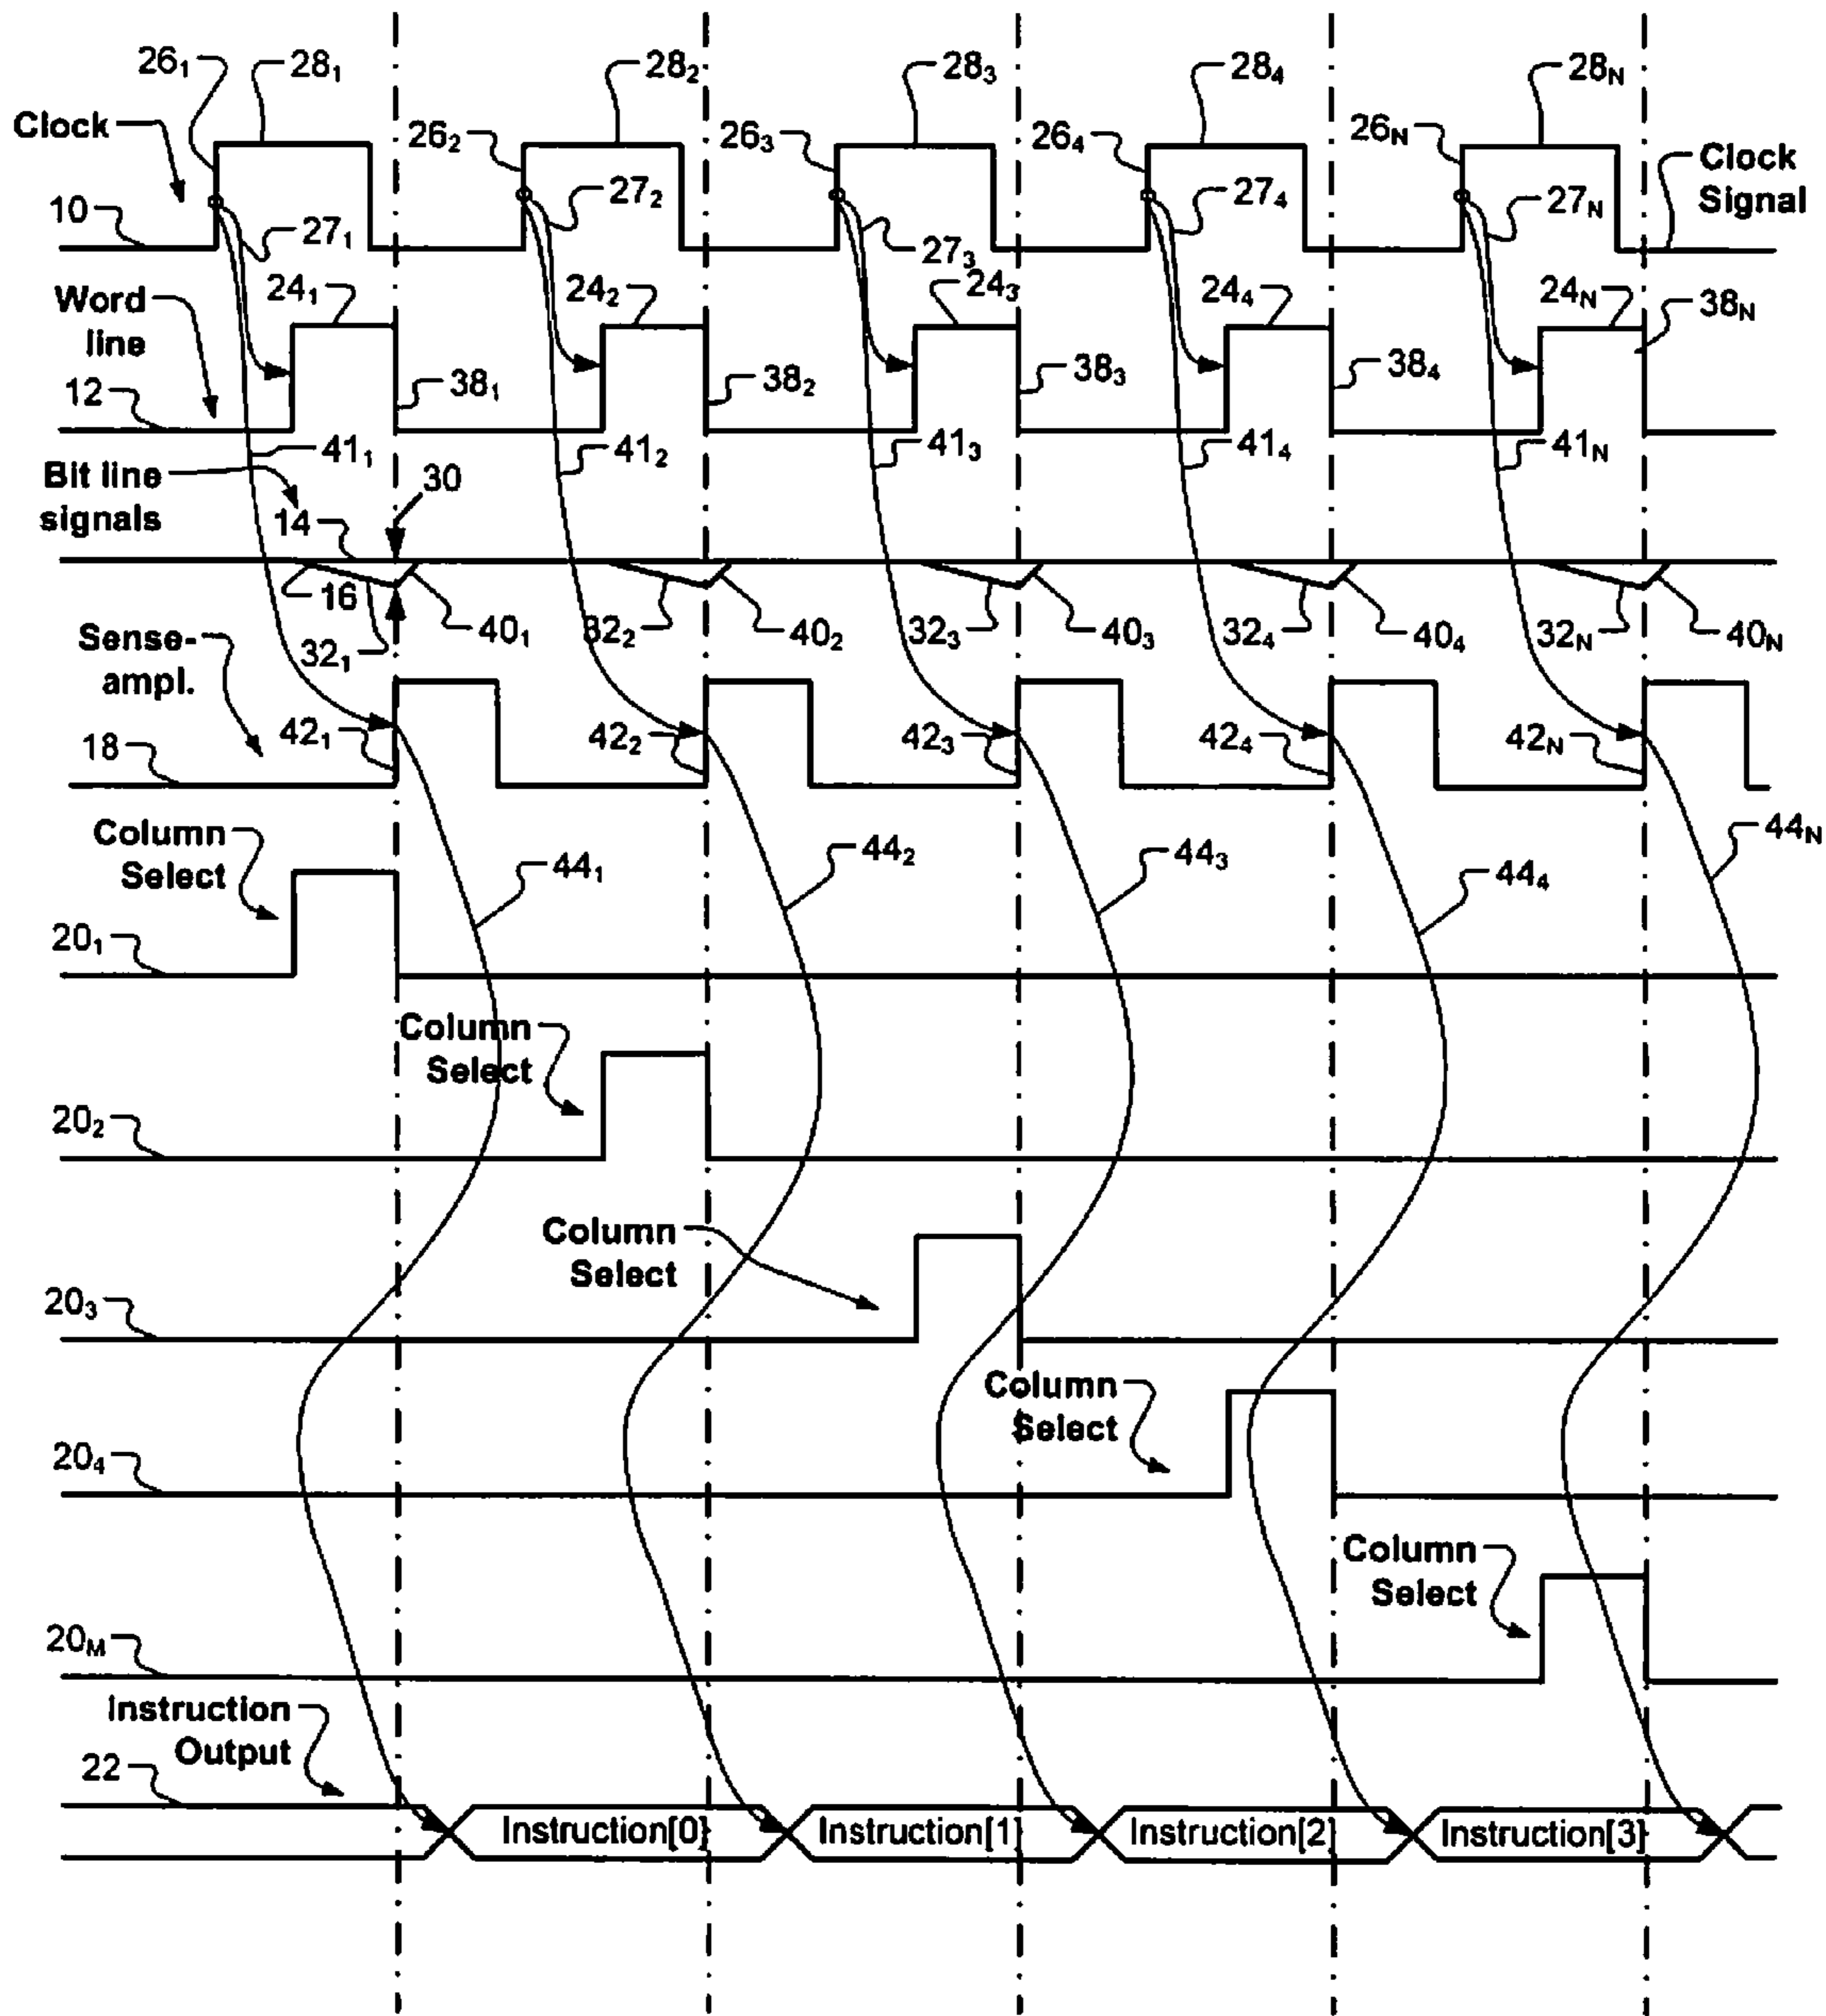 26₁ 28₁ 28₂ 28₃ 28₄ 28N
Clock 26₂ 26₃ 26₄ 26N
Clock
Signal
10 27₁ 27₂ 27₃ 27₄ 27N
Word
line
24₁ 24₂ 24₃ 24₄ 24N 38N
12 38₁ 38₂ 38₃ 38₄
41₁ 41₂ 41₃ 41₄ 41N
Bit line
signals
14 30
16 32₁ 40₁ 32₂ 40₂ 32₃ 40₃ 32₄ 40₄ 32N 40N
Sense-
ampl.
18 42₁ 42₂ 42₃ 42₄ 42N
Column
Select
44₁ 44₂ 44₃ 44₄ 44N
20₁
Column
Select
20₂
Column
Select
20₃
Column
Select
20₄
Column
Select
20M
Instruction
Output
22
Instruction[0] Instruction[1] Instruction[2] Instruction[3]